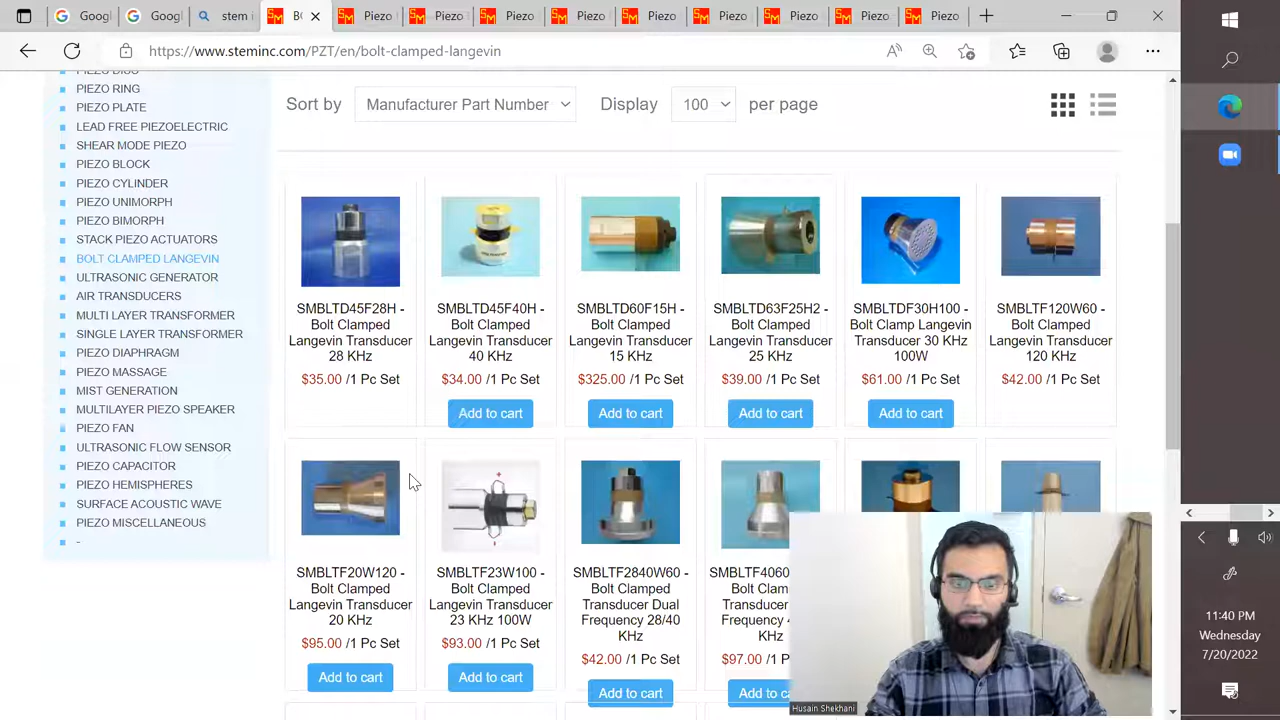 Googl
Googl
stem i
BO
Piezo
Piezo
Piezo
Piezo
Piezo
Piezo
Piezo
Piezo
Piezo
https://www.steminc.com/PZT/en/bolt-clamped-langevin
PIEZO DISC
PIEZO RING
PIEZO PLATE
LEAD FREE PIEZOELECTRIC
SHEAR MODE PIEZO
PIEZO BLOCK
PIEZO CYLINDER
PIEZO UNIMORPH
PIEZO BIMORPH
STACK PIEZO ACTUATORS
BOLT CLAMPED LANGEVIN
ULTRASONIC GENERATOR
AIR TRANSDUCERS
MULTI LAYER TRANSFORMER
SINGLE LAYER TRANSFORMER
PIEZO DIAPHRAGM
PIEZO MASSAGE
MIST GENERATION
MULTILAYER PIEZO SPEAKER
PIEZO FAN
ULTRASONIC FLOW SENSOR
PIEZO CAPACITOR
PIEZO HEMISPHERES
SURFACE ACOUSTIC WAVE
PIEZO MISCELLANEOUS
-
Sort by Manufacturer Part Number Display 100 per page
SMBLTD45F28H -
Bolt Clamped
Langevin Transducer
28 KHz
$35.00 /1 Pc Set
SMBLTD45F40H -
Bolt Clamped
Langevin Transducer
40 KHz
$34.00 /1 Pc Set
Add to cart
SMBLTD60F15H -
Bolt Clamped
Langevin Transducer
15 KHz
$325.00 /1 Pc Set
Add to cart
SMBLTD63F25H2 -
Bolt Clamped
Langevin Transducer
25 KHz
$39.00 /1 Pc Set
Add to cart
SMBLTDF30H100 -
Bolt Clamp Langevin
Transducer 30 KHz
100W
$61.00 /1 Pc Set
Add to cart
SMBLTF120W60 -
Bolt Clamped
Langevin Transducer
120 KHz
$42.00 /1 Pc Set
SMBLTF20W120 -
Bolt Clamped
Langevin Transducer
20 KHz
$95.00 /1 Pc Set
Add to cart
SMBLTF23W100 -
Bolt Clamped
Langevin Transducer
23 KHz 100W
$93.00 /1 Pc Set
Add to cart
SMBLTF2840W60 -
Bolt Clamped
Transducer Dual
Frequency 28/40
KHz
$42.00 /1 Pc Set
Add to cart
SMBLTF4060
Bolt Clam
Transducer
Frequency 4
KHz
$97.00 /1 P
Add to
Husain Shekhani
11:40 PM
Wednesday
7/20/2022